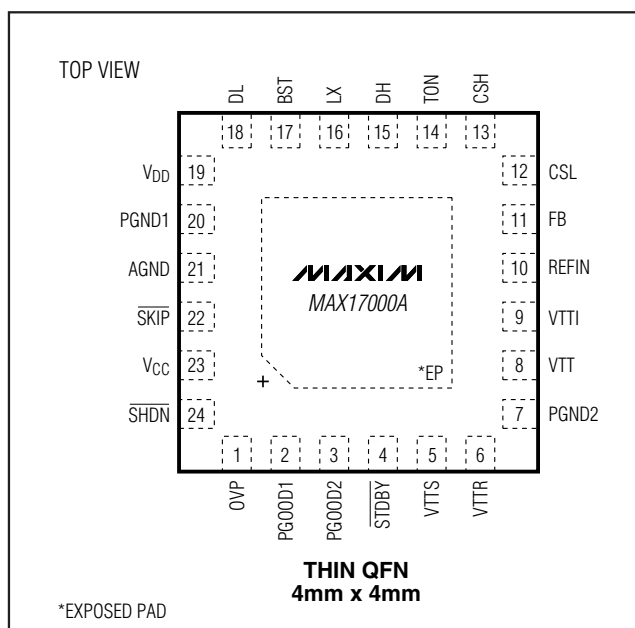 TOP VIEW
DL BST LX DH TON CSH
18 17 16 15 14 13
VDD 19
PGND1 20
AGND 21
SKIP 22
VCC 23
SHDN 24
12 CSL
11 FB
10 REFIN
9 VTTI
8 VTT
7 PGND2
MAXIM
MAX17000A
*EP
+
1 2 3 4 5 6
OVP PGOOD1 PGOOD2 STDBY VTTS VTTR
THIN QFN
4mm x 4mm
*EXPOSED PAD